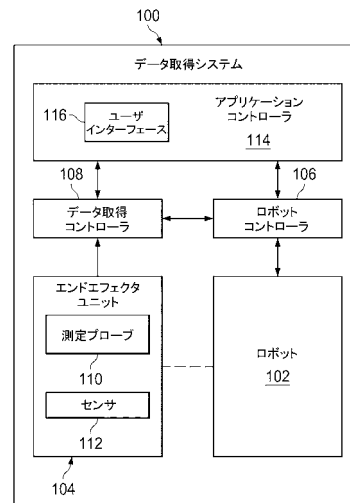 100
データ取得システム
116
ユーザ
インターフェース
アプリケーション
コントローラ
114
108
106
データ取得
コントローラ
ロボット
コントローラ
エンドエフェクタ
ユニット
測定プローブ
110
センサ
112
104
ロボット
102